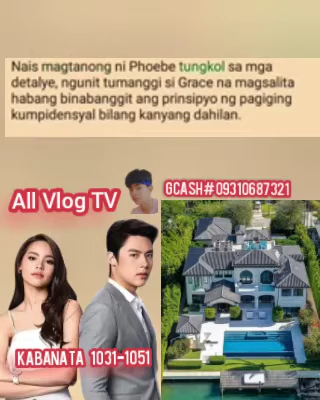 Nais magtanong ni Phoebe tungkol sa mga
detalye, ngunit tumanggi si Grace na magsalita
habang binabanggit ang prinsipyo ng pagiging
kumpidensyal bilang kanyang dahilan.
All Vlog TV
GCASH#09310687321
KABANATA 1031-1051